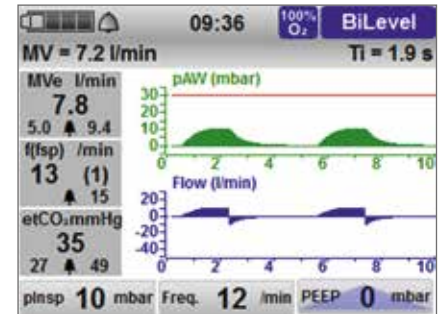 09:36 100% O₂ BiLevel
MV = 7.2 l/min Ti = 1.9 s
MVe l/min
7.8
5.0 9.4
f(fsp) /min
13 (1)
15
etCO₂mmHg
35
27 49
pAW (mbar)
30
20
10
0 2 4 6 8 10
Flow (l/min)
20
0
-20
-40
0 2 4 6 8 10
pInsp 10 mbar Freq. 12 /min PEEP 0 mbar